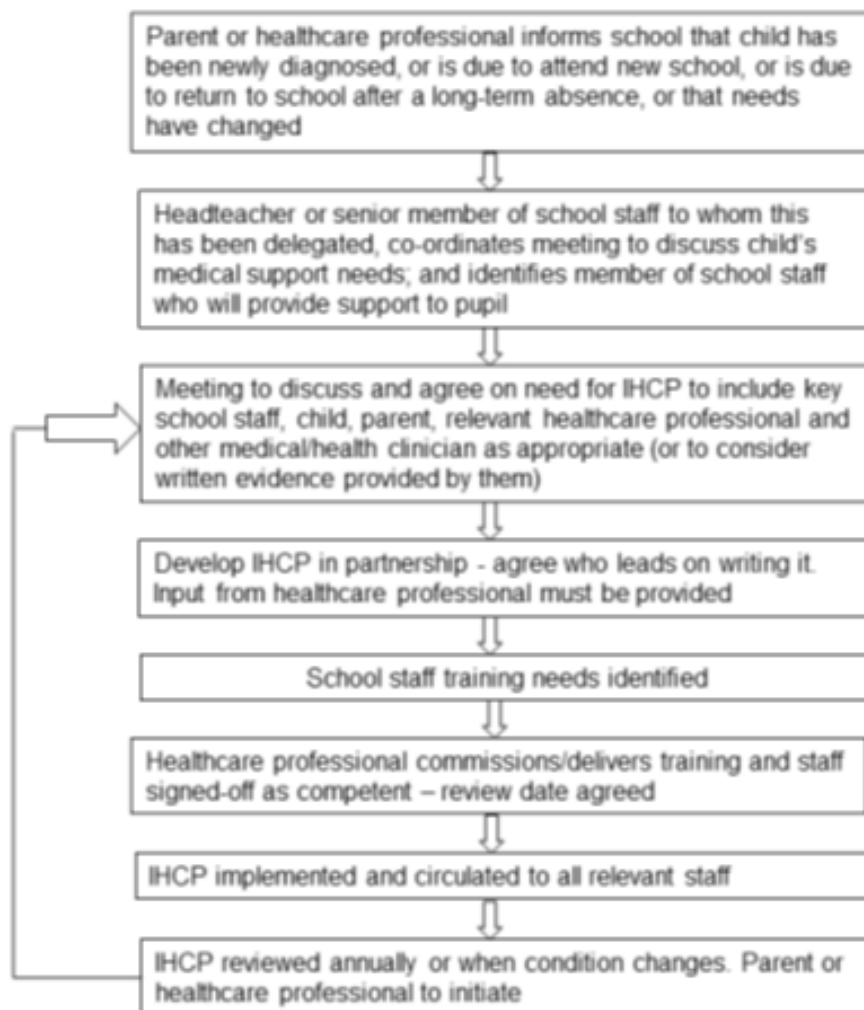 Parent or healthcare professional informs school that child has
been newly diagnosed, or is due to attend new school, or is due
to return to school after a long-term absence, or that needs
have changed
Headteacher or senior member of school staff to whom this
has been delegated, co-ordinates meeting to discuss child's
medical support needs; and identifies member of school staff
who will provide support to pupil
Meeting to discuss and agree on need for IHCP to include key
school staff, child, parent, relevant healthcare professional and
other medical/health clinician as appropriate (or to consider
written evidence provided by them)
Develop IHCP in partnership - agree who leads on writing it.
Input from healthcare professional must be provided
School staff training needs identified
Healthcare professional commissions/delivers training and staff
signed-off as competent – review date agreed
IHCP implemented and circulated to all relevant staff
IHCP reviewed annually or when condition changes. Parent or
healthcare professional to initiate